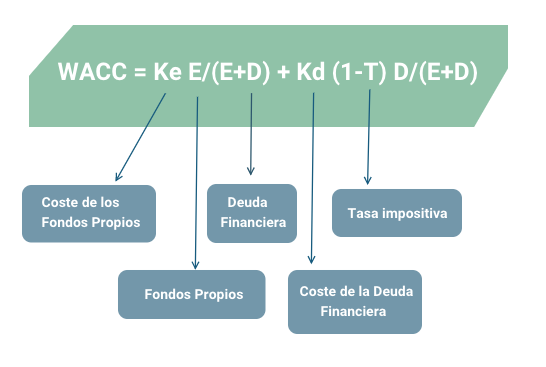 WACC = Ke E/(E+D) + Kd (1-T) D/(E+D)
Coste de los
Fondos Propios
Deuda
Financiera
Tasa impositiva
Fondos Propios
Coste de la Deuda
Financiera